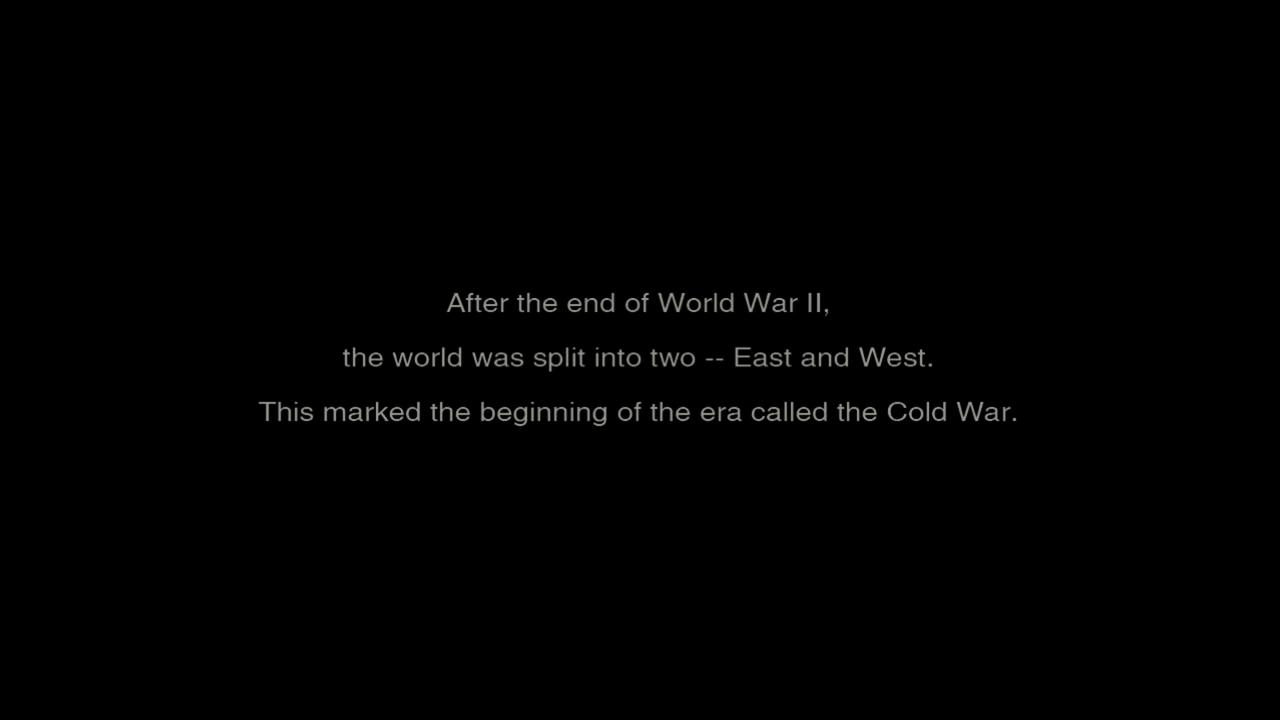 After the end of World War II,
the world was split into two -- East and West.
This marked the beginning of the era called the Cold War.